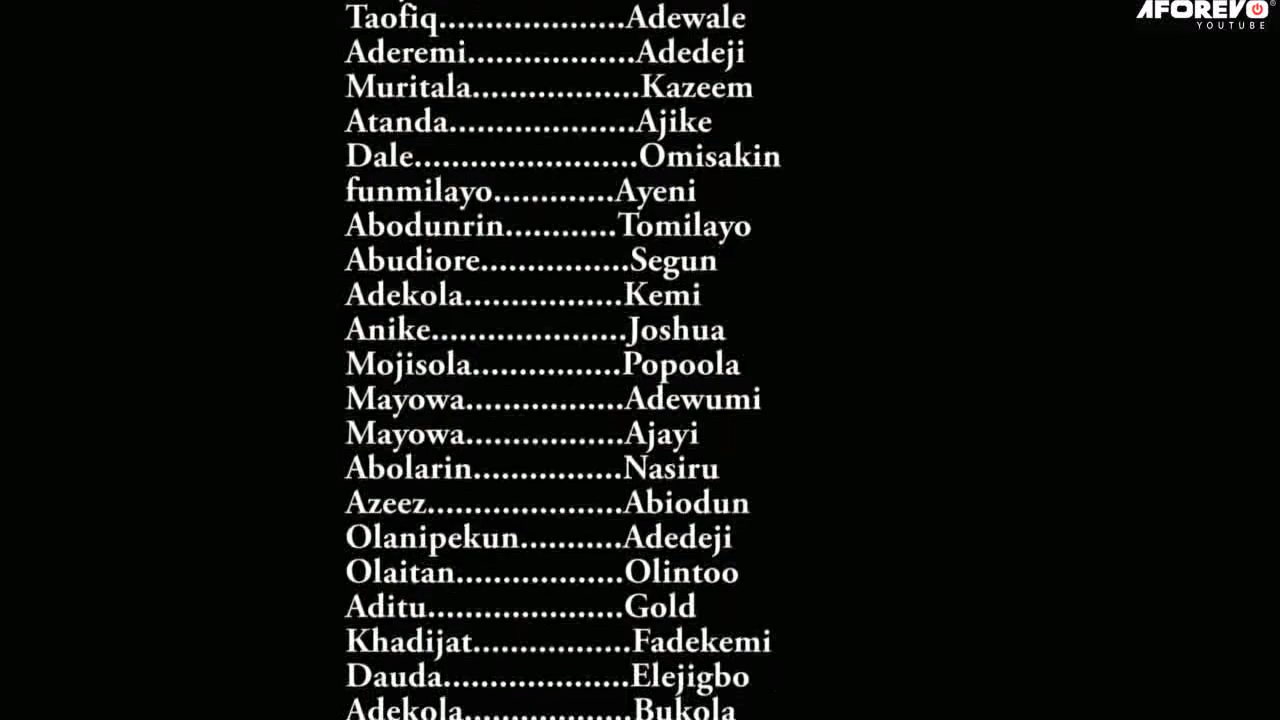 AFOREVO
YOUTUBE
Taofiq....................Adewale
Aderemi..................Adedeji
Muritala..................Kazeem
Atanda....................Ajike
Dale........................Omisakin
funmilayo.............Ayeni
Abodunrin............Tomilayo
Abudiore................Segun
Adekola.................Kemi
Anike.....................Joshua
Mojisola................Popoola
Mayowa.................Adewumi
Mayowa.................Ajayi
Abolarin................Nasiru
Azeez.....................Abiodun
Olanipekun...........Adedeji
Olaitan..................Olintoo
Aditu.....................Gold
Khadijat.................Fadekemi
Dauda....................Elejigbo
Adekola..................Bukola